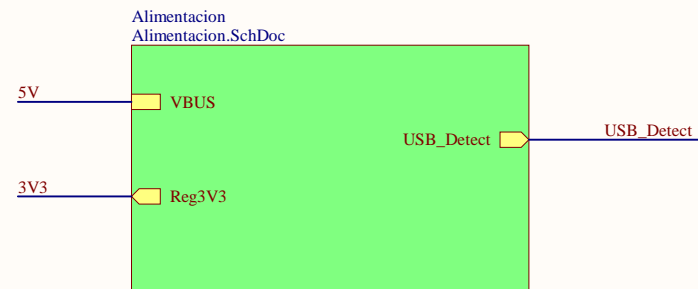 Alimentacion
Alimentacion.SchDoc
5V
VBUS
USB_Detect
USB_Detect
3V3
Reg3V3